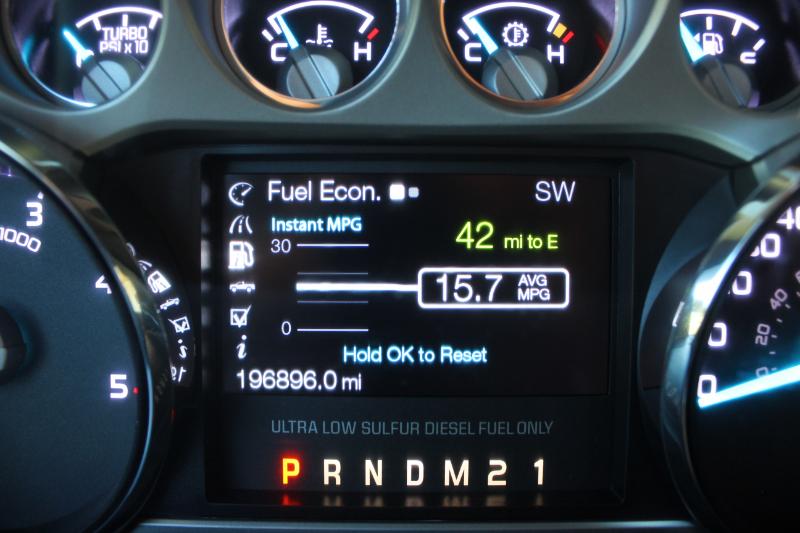 TURBO
PSI x 10
C H
C H
Fuel Econ. SW
Instant MPG
30
42 mi to E
15.7 AVG MPG
0
Hold OK to Reset
196896.0 mi
ULTRA LOW SULFUR DIESEL FUEL ONLY
P R N D M 2 1
3
1000
4
5
40
20
0